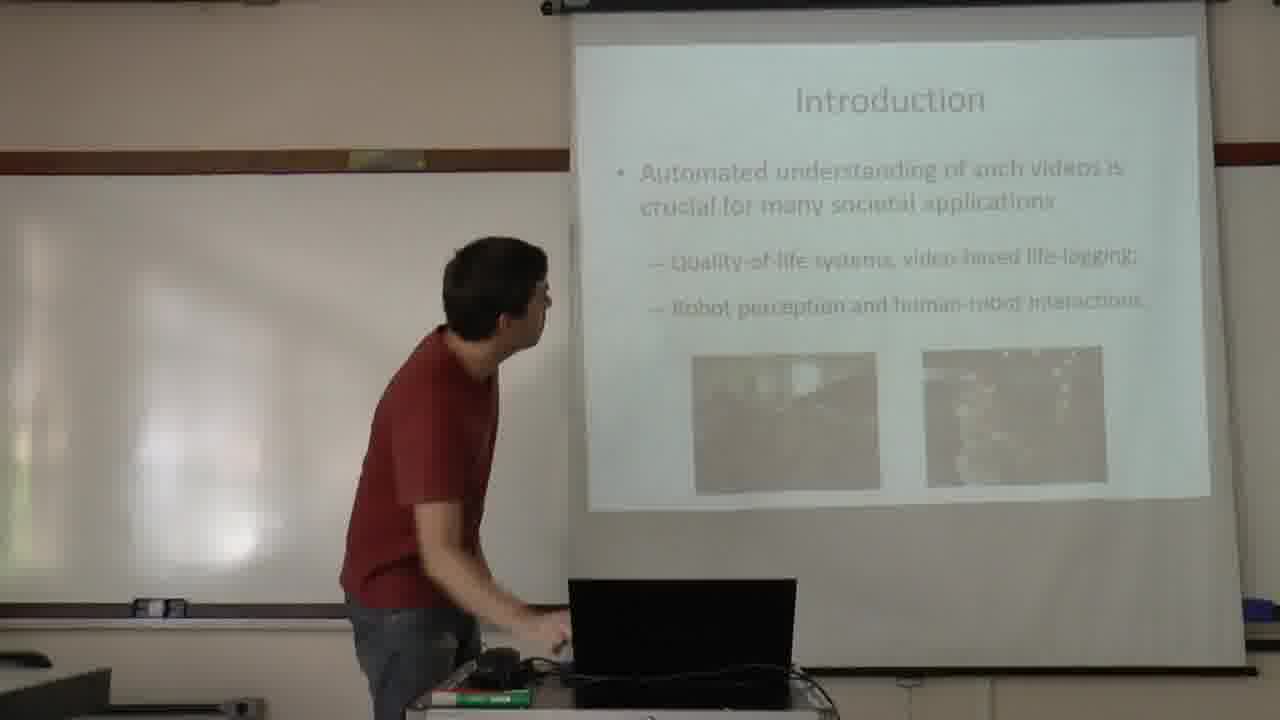 Introduction
• Automated understanding of such videos is
crucial for many societal applications
– Quality-of-life systems, video-based life-logging;
– Robot perception and human-robot interactions.